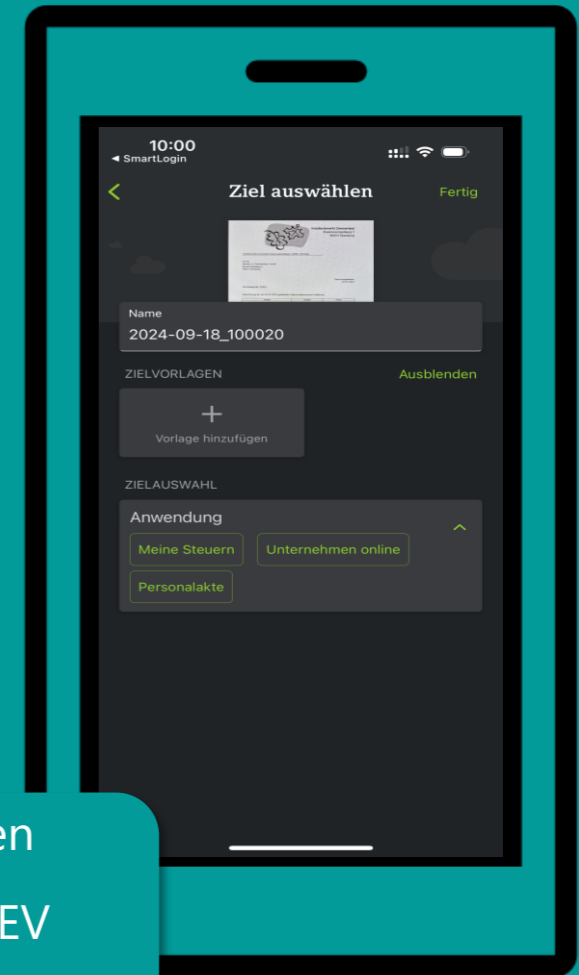 10:00
SmartLogin
Ziel auswählen
Fertig
Name
2024-09-18_100020
ZIELVORLAGEN
Ausblenden
Vorlage hinzufügen
ZIELAUSWAHL
Anwendung
Meine Steuern
Unternehmen online
Personalakte
en
EV